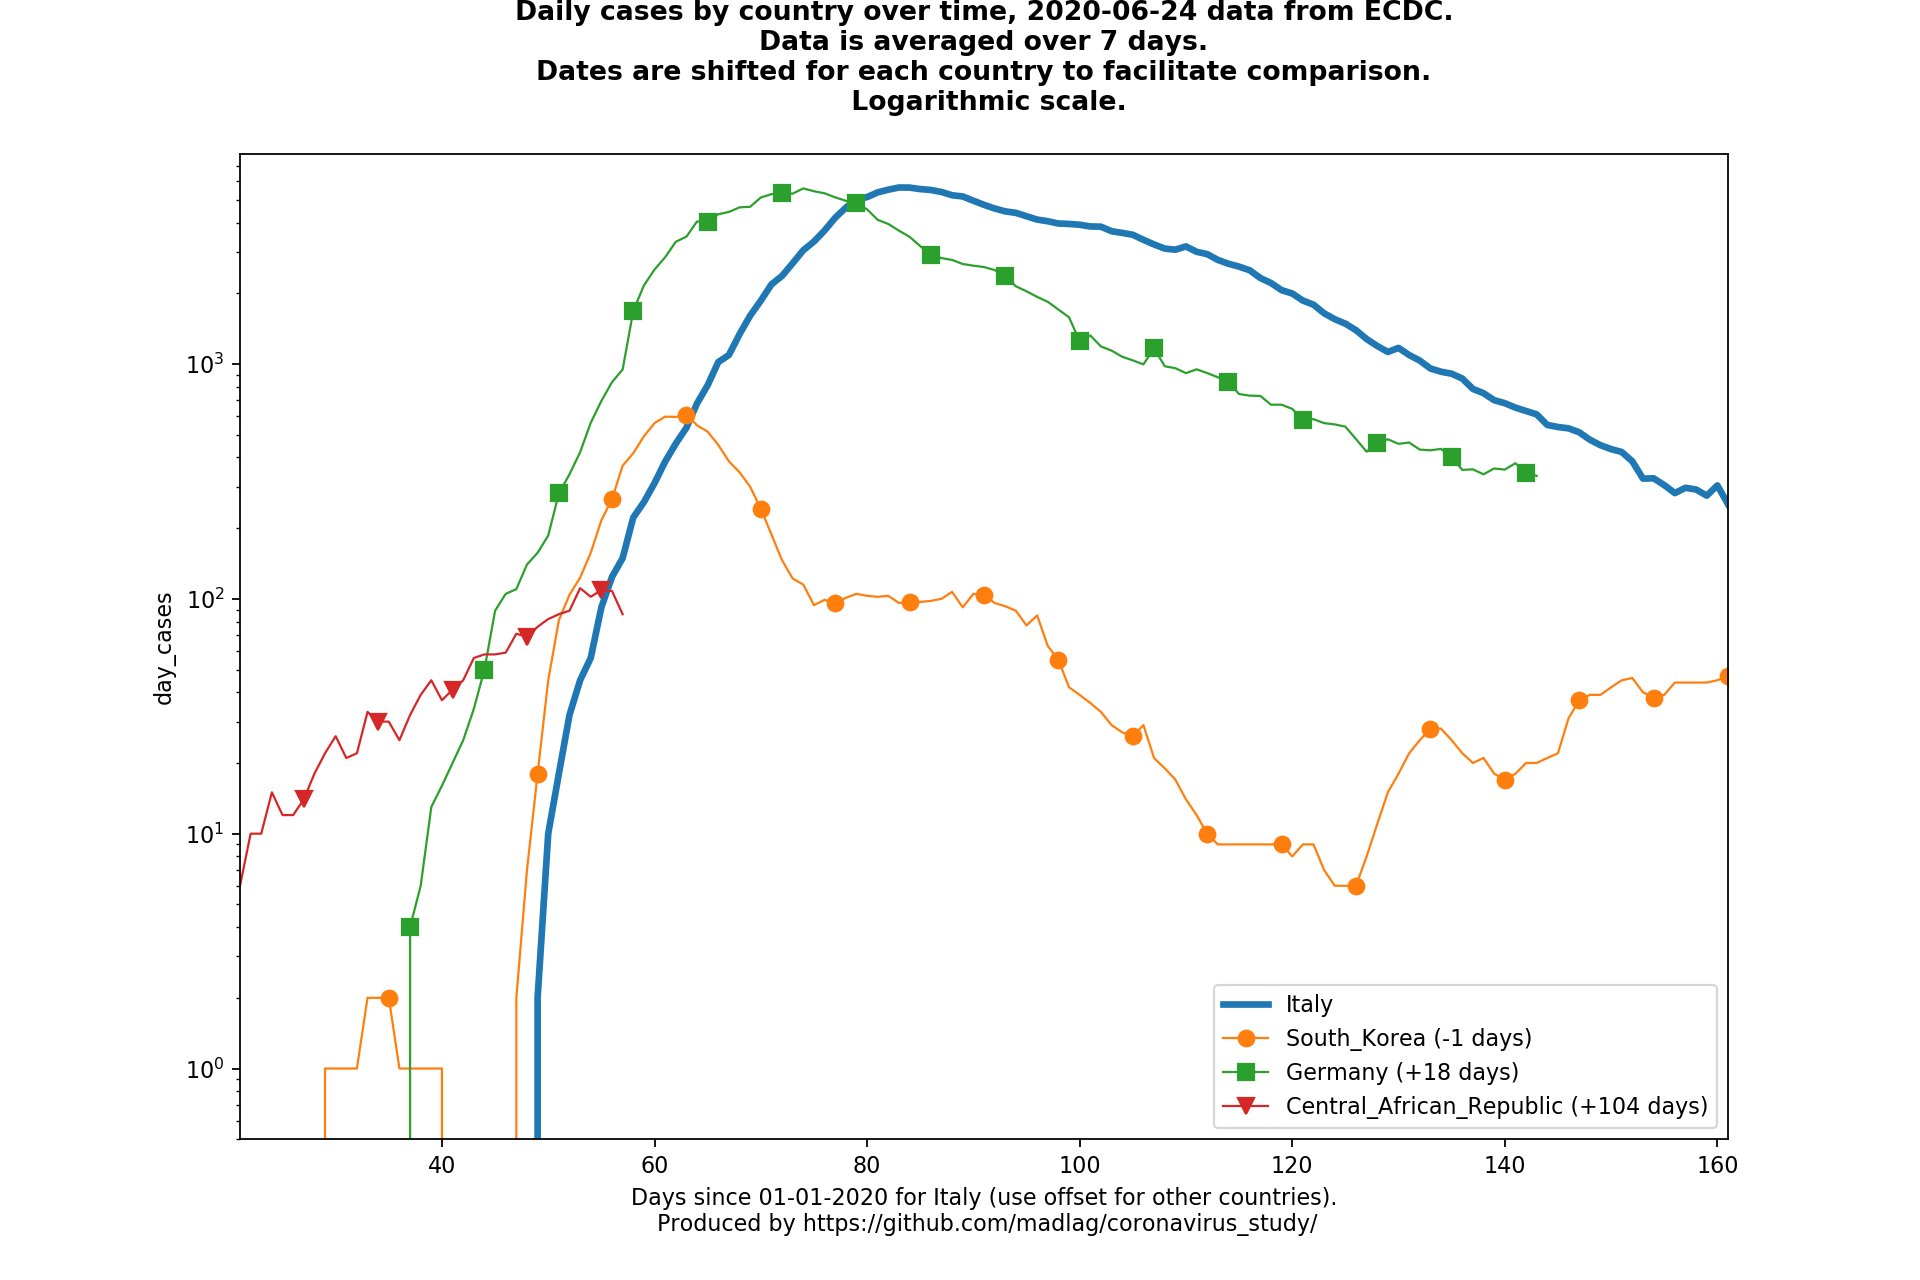 Daily cases by country over time, 2020-06-24 data from ECDC.
Data is averaged over 7 days.
Dates are shifted for each country to facilitate comparison.
Logarithmic scale.
10³
10²
10¹
10⁰
day_cases
Italy
South_Korea (-1 days)
Germany (+18 days)
Central_African_Republic (+104 days)
40 60 80 100 120 140 160
Days since 01-01-2020 for Italy (use offset for other countries).
Produced by https://github.com/madlag/coronavirus_study/